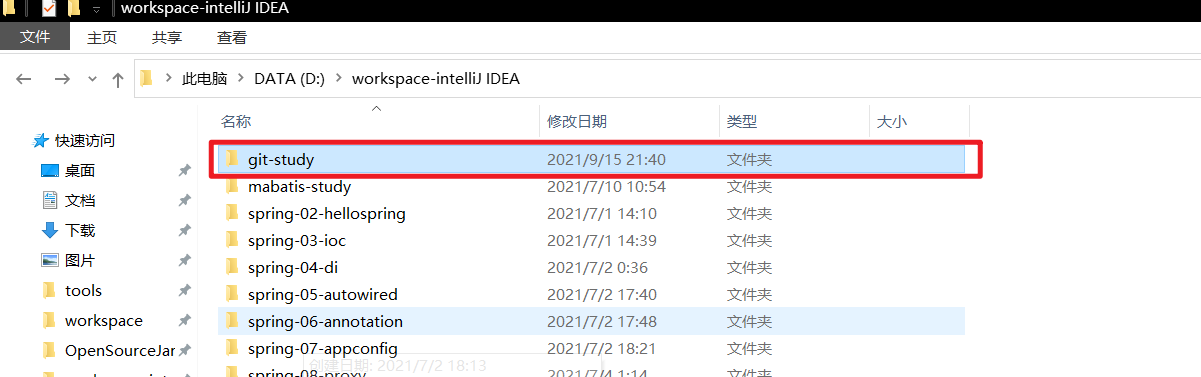 workspace-intelliJ IDEA
文件 主页 共享 查看
此电脑 DATA (D:) workspace-intelliJ IDEA
名称 修改日期 类型 大小
快速访问
桌面
文档
下载
图片
tools
workspace
OpenSourceJar
git-study 2021/9/15 21:40 文件夹
mabatis-study 2021/7/10 10:54 文件夹
spring-02-hellospring 2021/7/1 14:10 文件夹
spring-03-ioc 2021/7/1 14:39 文件夹
spring-04-di 2021/7/2 0:36 文件夹
spring-05-autowired 2021/7/2 17:40 文件夹
spring-06-annotation 2021/7/2 17:48 文件夹
spring-07-appconfig 2021/7/2 18:21 文件夹
创建日期: 2021/7/2 18:13
spring-08-proxy 2021/7/4 1:14 文件夹